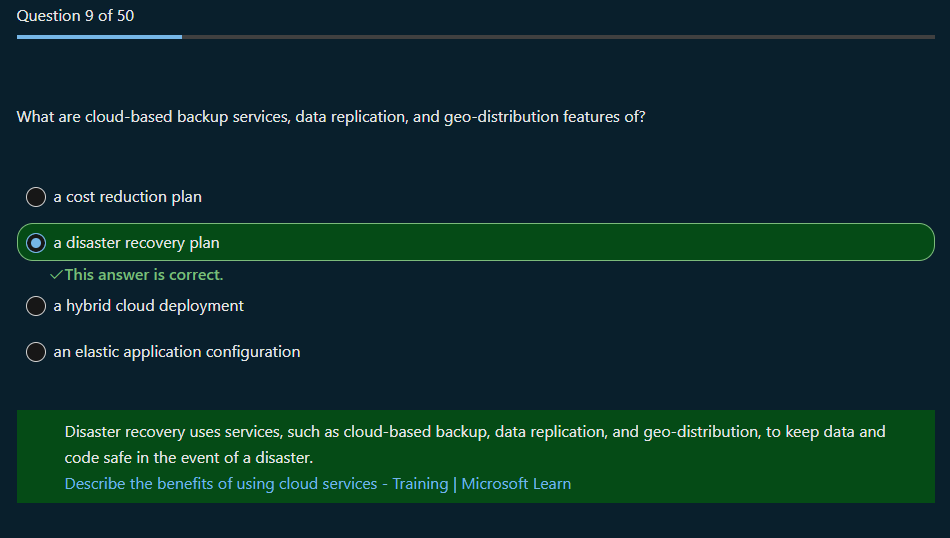 Question 9 of 50
What are cloud-based backup services, data replication, and geo-distribution features of?
a cost reduction plan
a disaster recovery plan
✓This answer is correct.
a hybrid cloud deployment
an elastic application configuration
Disaster recovery uses services, such as cloud-based backup, data replication, and geo-distribution, to keep data and
code safe in the event of a disaster.
Describe the benefits of using cloud services - Training | Microsoft Learn